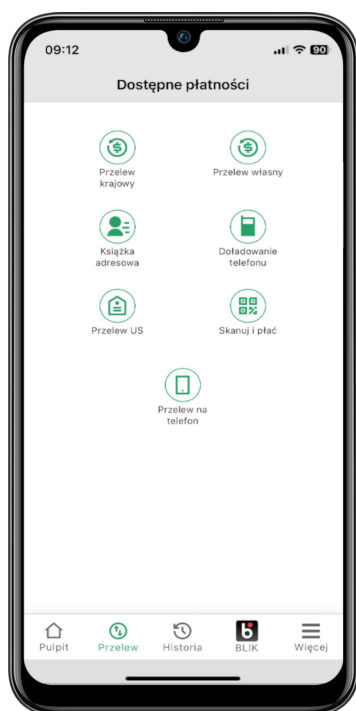 09:12
90
Dostępne płatności
Przelew
krajowy
Przelew własny
Książka
adresowa
Doładowanie
telefonu
Przelew US
Skanuj i płać
Przelew na
telefon
Pulpit
Przelew
Historia
BLIK
Więcej